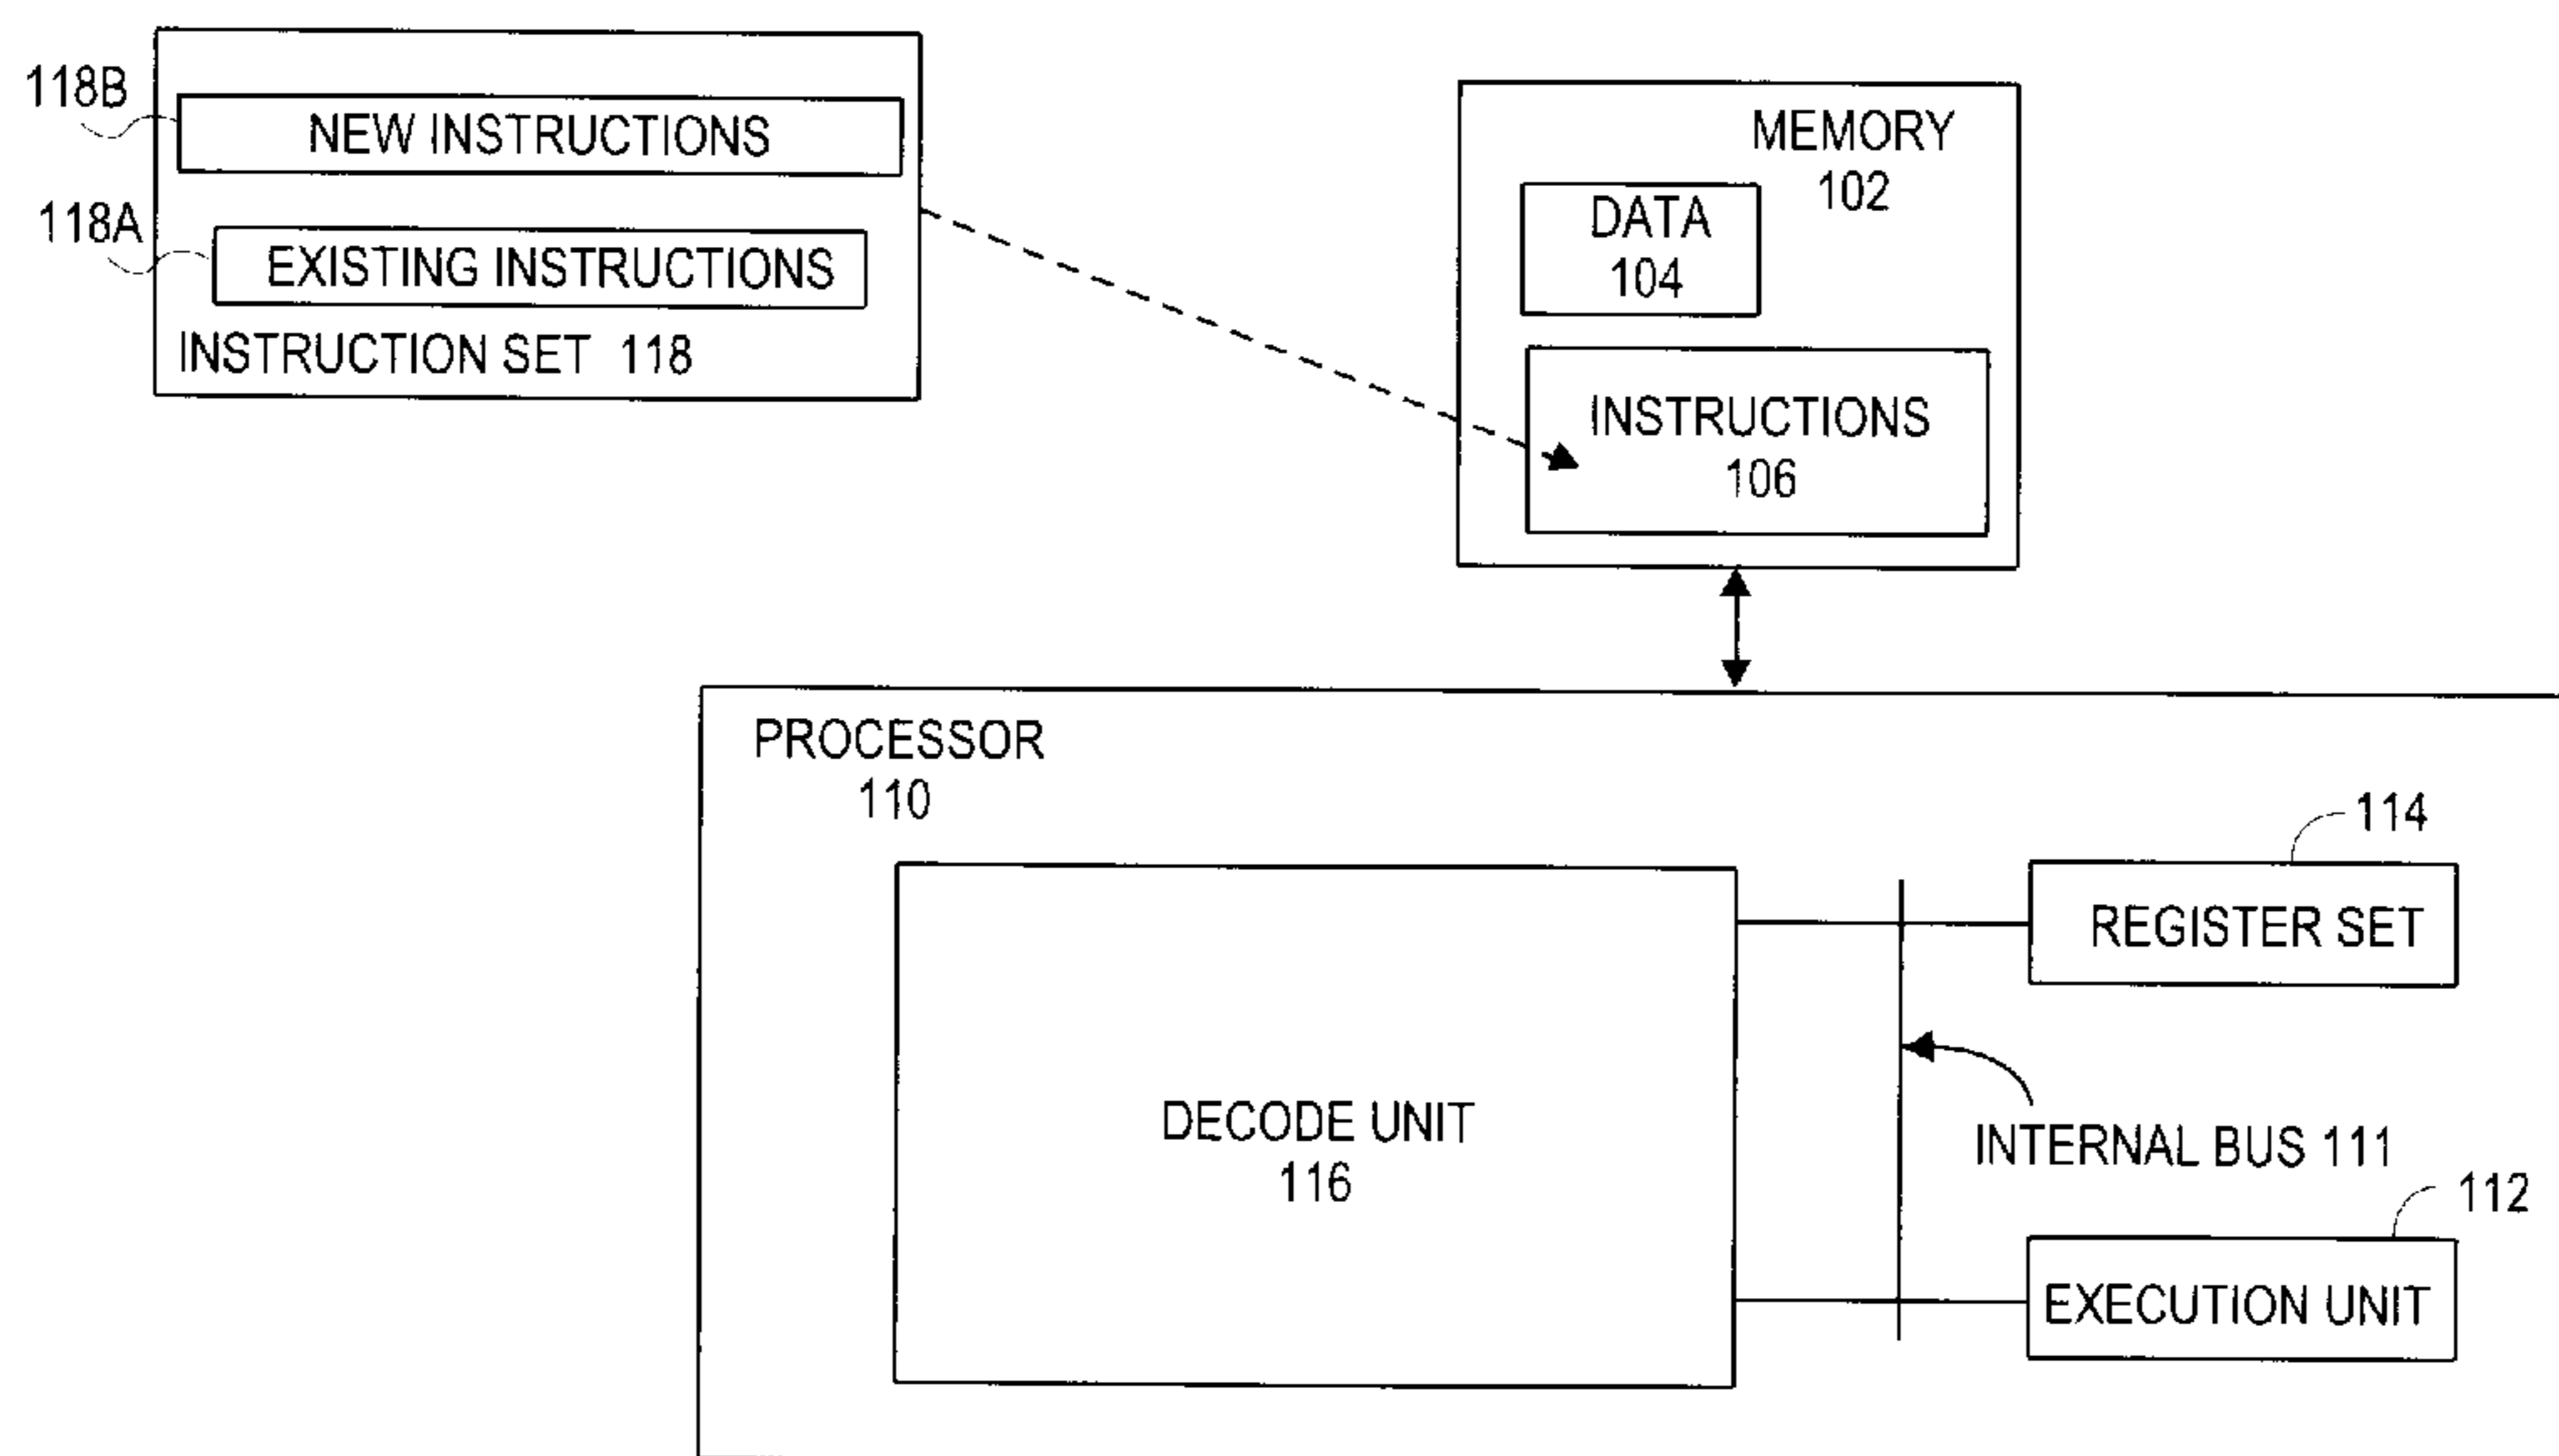 118B
NEW INSTRUCTIONS
118A
EXISTING INSTRUCTIONS
INSTRUCTION SET 118
MEMORY
102
DATA
104
INSTRUCTIONS
106
PROCESSOR
110
114
REGISTER SET
DECODE UNIT
116
INTERNAL BUS 111
112
EXECUTION UNIT